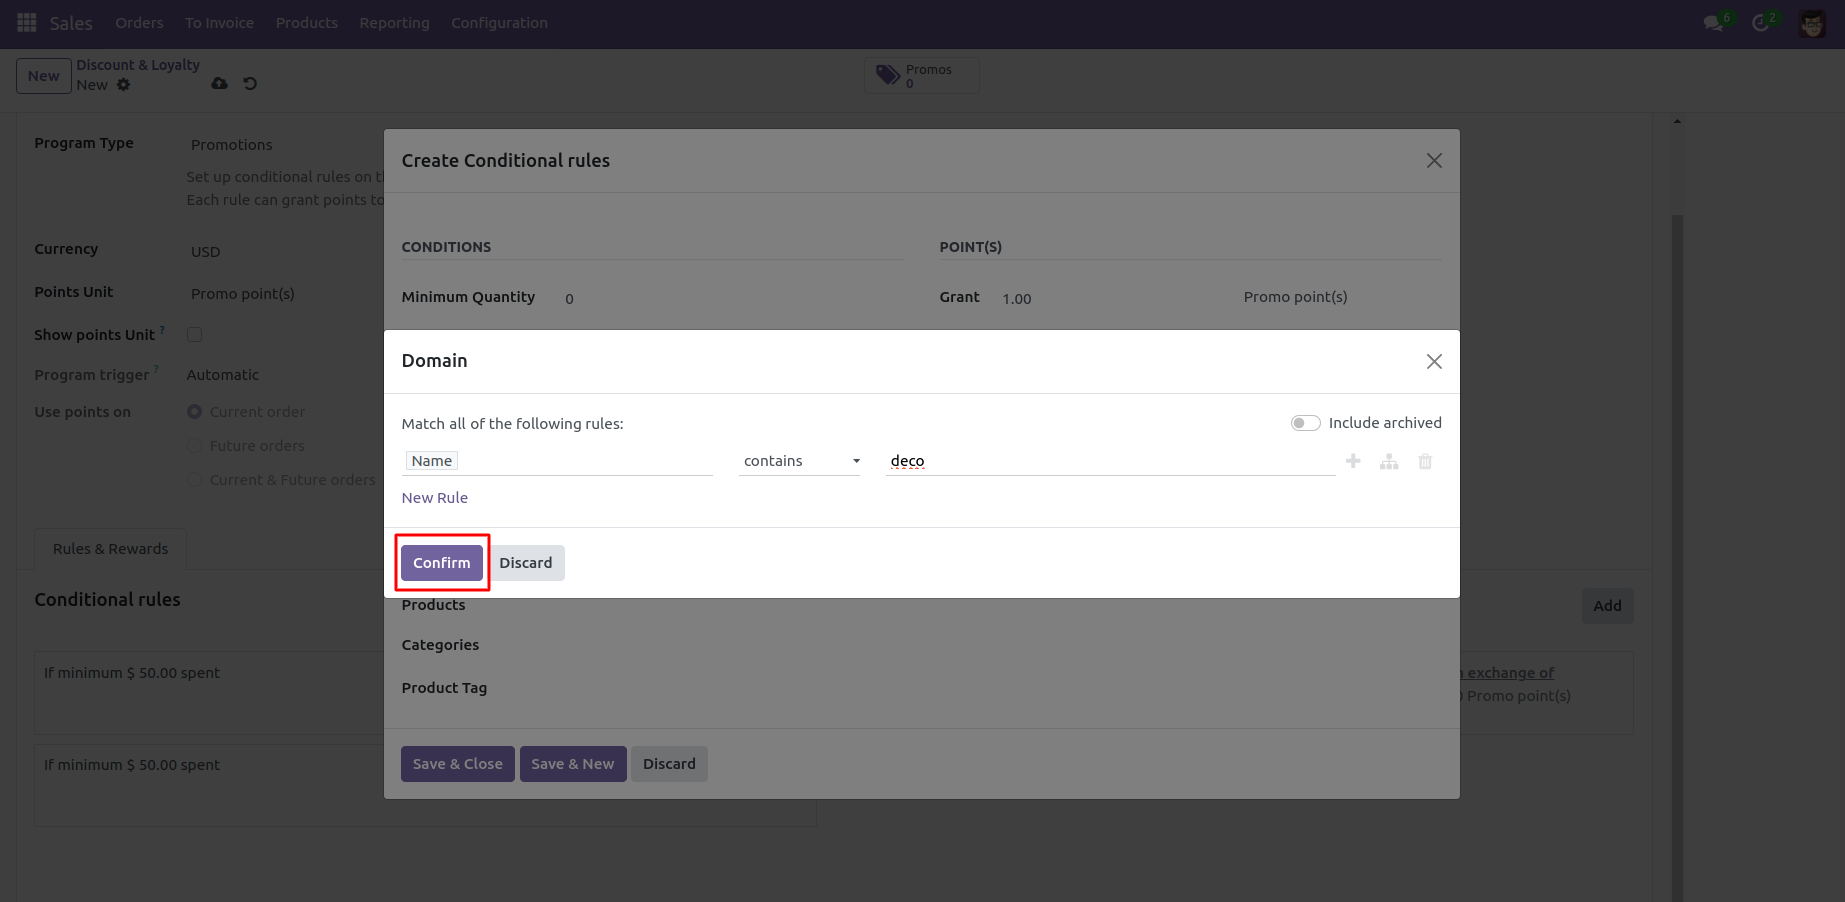 Sales Orders To Invoice Products Reporting Configuration 6 2
New
Discount & Loyalty
New
Promos
0
Program Type Promotions
Set up conditional rules on
Each rule can grant points to
Currency USD
Points Unit Promo point(s)
Show points Unit ?
Program trigger ? Automatic
Use points on Current order
Future orders
Current & Future orders
Rules & Rewards
Conditional rules
Add
If minimum $ 50.00 spent
exchange of
Promo point(s)
If minimum $ 50.00 spent
Create Conditional rules
CONDITIONS
POINT(S)
Minimum Quantity 0
Grant 1.00 Promo point(s)
Domain
Match all of the following rules:
Include archived
Name contains deco
New Rule
Confirm Discard
Products
Categories
Product Tag
Save & Close Save & New Discard